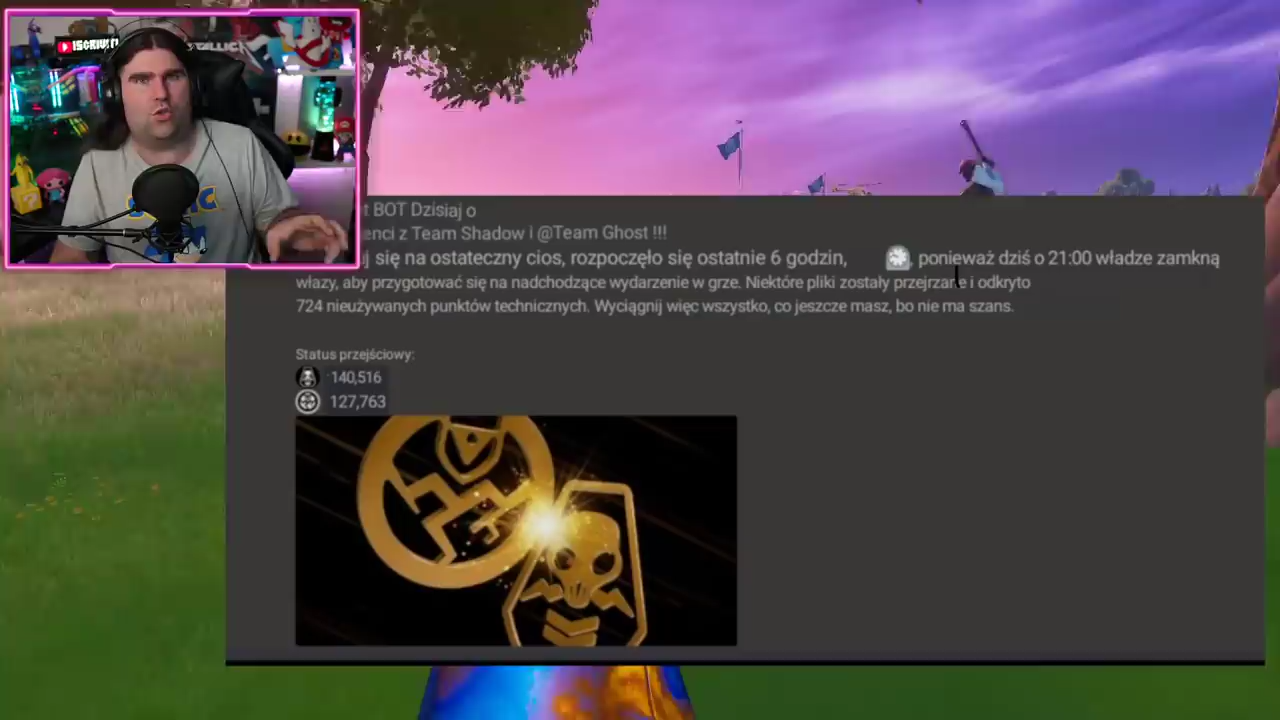 ISCRIVITI
METALLICA
t BOT Dzisiaj o
enci z Team Shadow i @Team Ghost !!!
j się na ostateczny cios, rozpoczęło się ostatnie 6 godzin, , ponieważ dziś o 21:00 władze zamkną
włazy, aby przygotować się na nadchodzące wydarzenie w grze. Niektóre pliki zostały przejrzane i odkryto
724 nieużywanych punktów technicznych. Wyciągnij więc wszystko, co jeszcze masz, bo nie ma szans.
Status przejściowy:
140,516
127,763